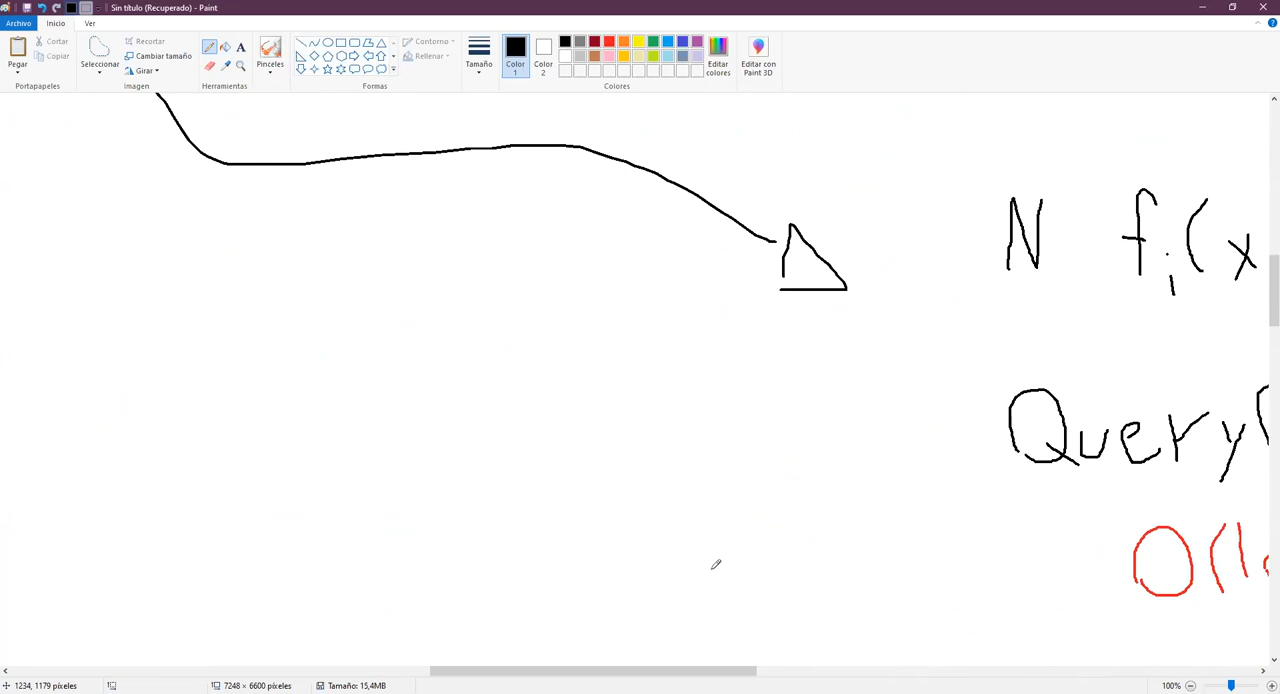 Sin título (Recuperado) - Paint
Archivo Inicio Ver
Pegar
Cortar
Copiar
Portapapeles
Seleccionar
Recortar
Cambiar tamaño
Girar
Imagen
A
Herramientas
Pinceles
Contorno
Rellenar
Formas
Tamaño
Color 1
Color 2
Editar colores
Colores
Editar con Paint 3D
N fi(x
Query
O(l
1234, 1179 píxeles
7248 × 6600 píxeles
Tamaño: 15,4MB
100%